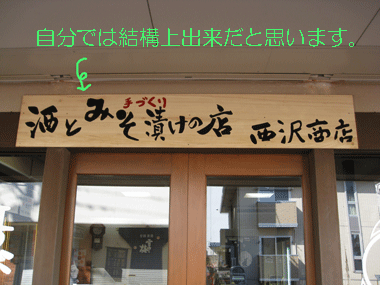 自分では結構上出来だと思います。
手づくり
酒とみそ漬けの店 西沢商店